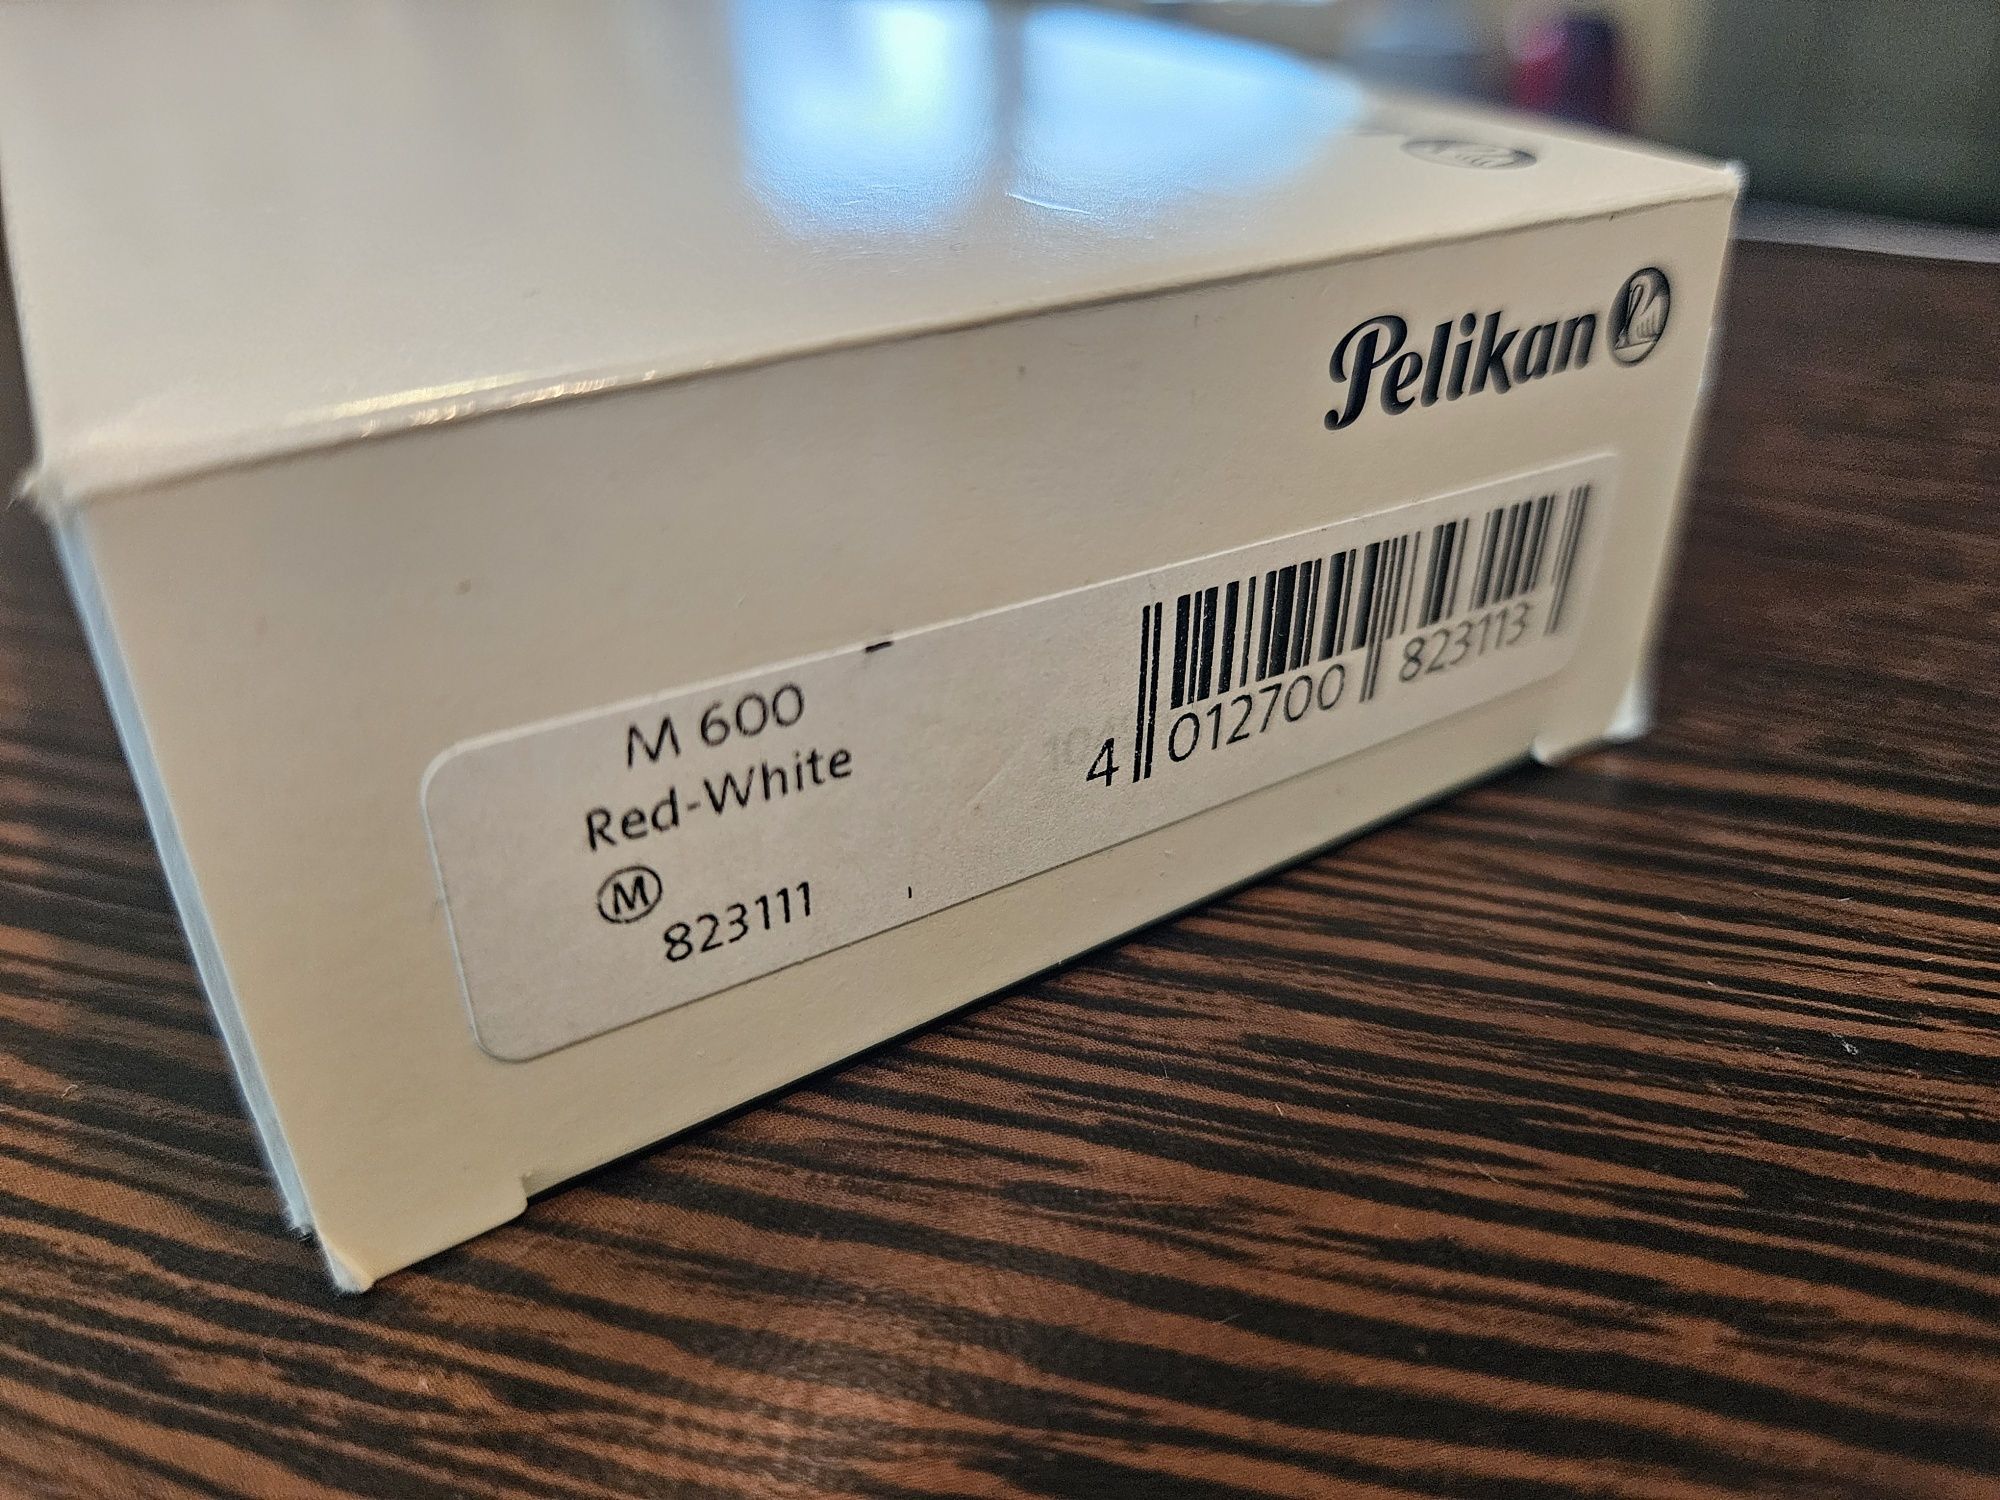 Pelikan
M 600
Red-White
M
823111
4 012700 823113